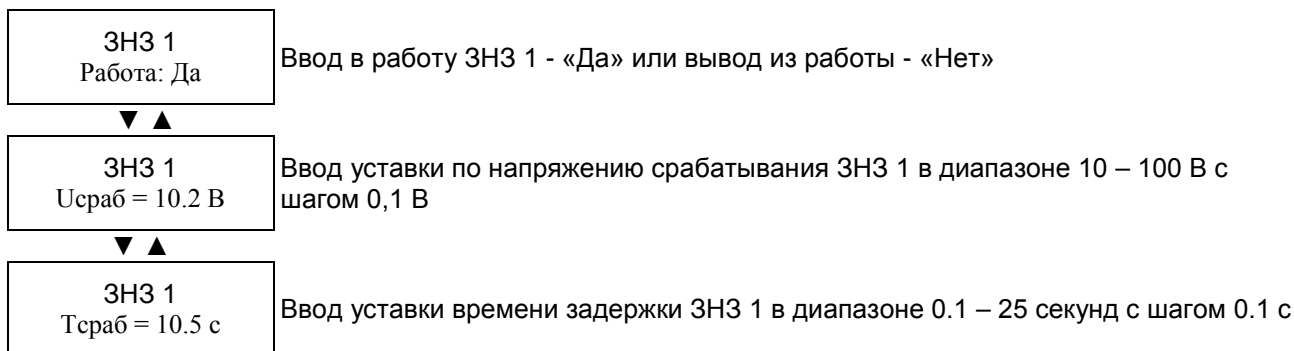 ЗНЗ 1
Работа: Да
Ввод в работу ЗНЗ 1 - «Да» или вывод из работы - «Нет»
▼ ▲
ЗНЗ 1
Uсраб = 10.2 В
Ввод уставки по напряжению срабатывания ЗНЗ 1 в диапазоне 10 – 100 В с
шагом 0,1 В
▼ ▲
ЗНЗ 1
Тсраб = 10.5 с
Ввод уставки времени задержки ЗНЗ 1 в диапазоне 0.1 – 25 секунд с шагом 0.1 с